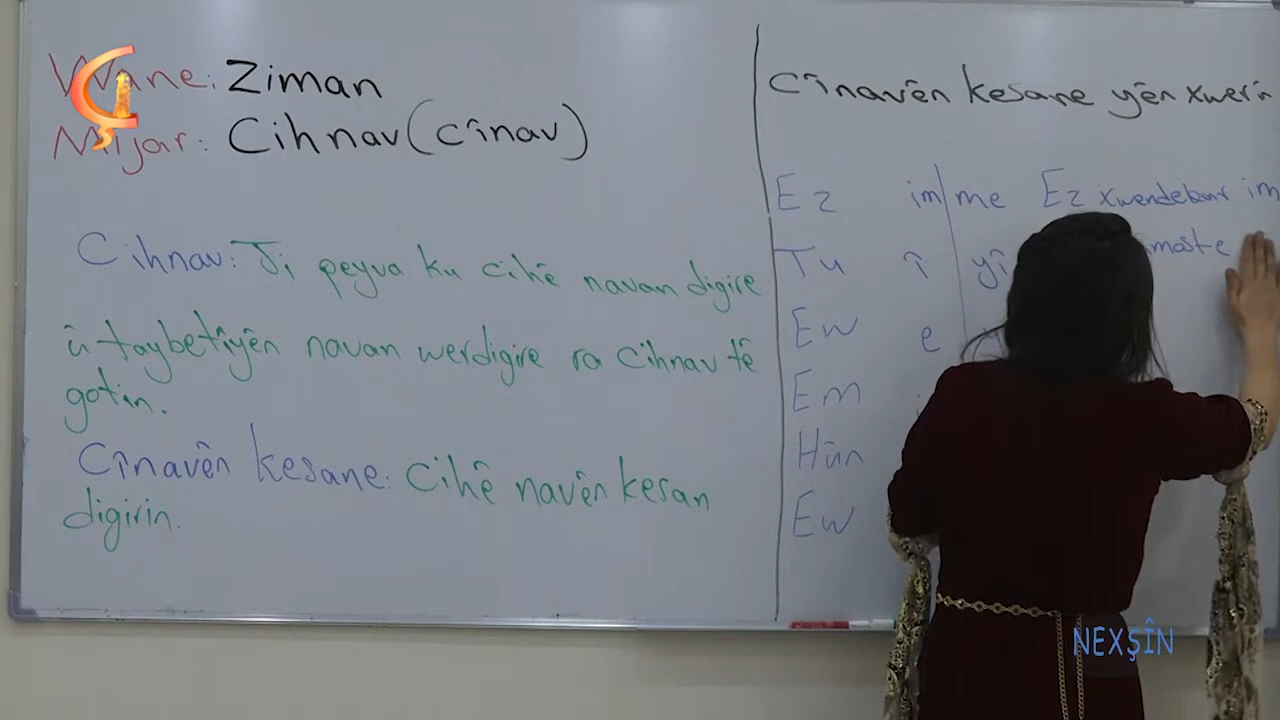 Wane: Ziman
Mijar: Cihnav (cînav)
Cihnav: Ji peyva ku cihê navan digire
û taybetîyên navan werdigire ra cihnav tê
gotin.
Cînavên kesane: Cihê navên kesan
digirin.
Cînavên kesane yên xwerû
Ez im me Ez xwendekar im
Tu î yî
Ew e
Em
Hûn
Ew
NEXŞÎN